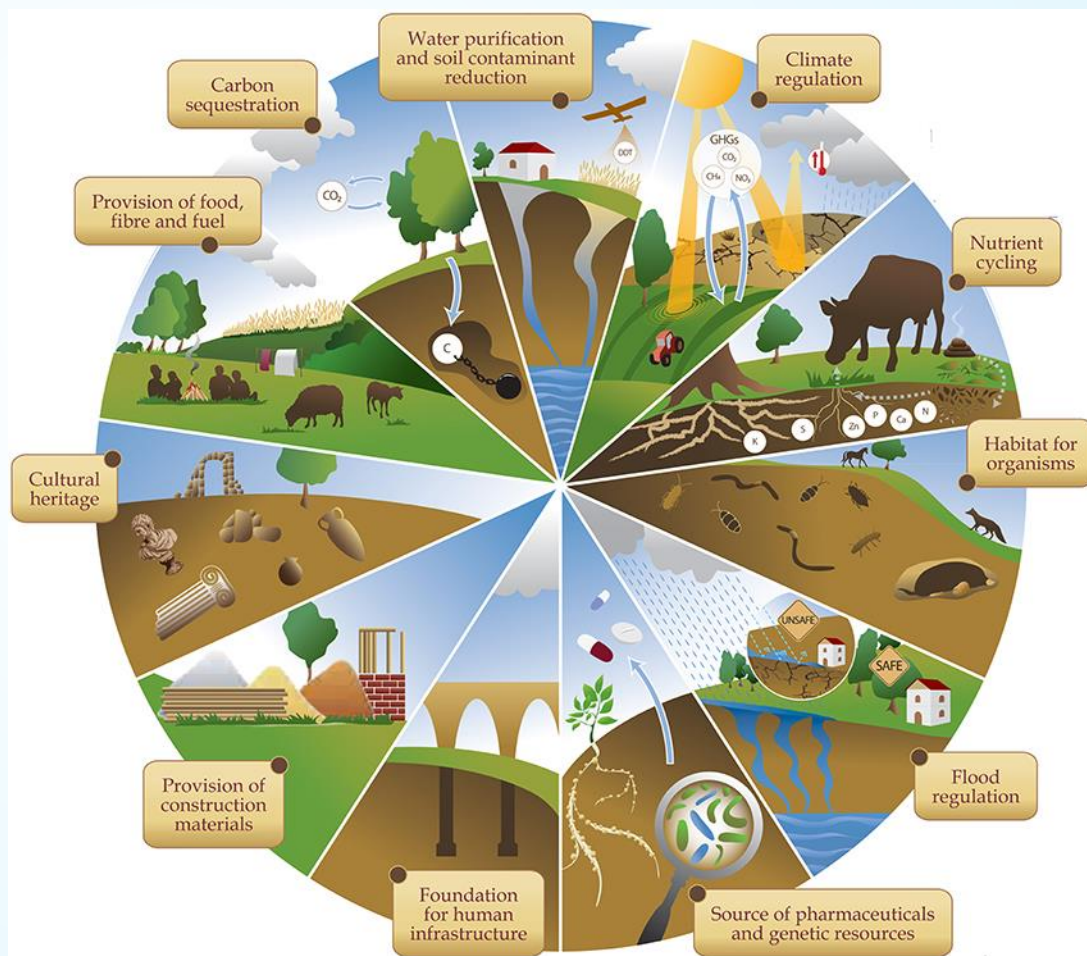 Water purification
and soil contaminant
reduction
Climate
regulation
Carbon
sequestration
GHGs
CO₂
CH₄
NO₃
DDT
CO₂
Provision of food,
fibre and fuel
Nutrient
cycling
C
K
S
Zn
P
Ca
N
Habitat for
organisms
Cultural
heritage
UNSAFE
SAFE
Provision of
construction
materials
Flood
regulation
Foundation
for human
infrastructure
Source of pharmaceuticals
and genetic resources